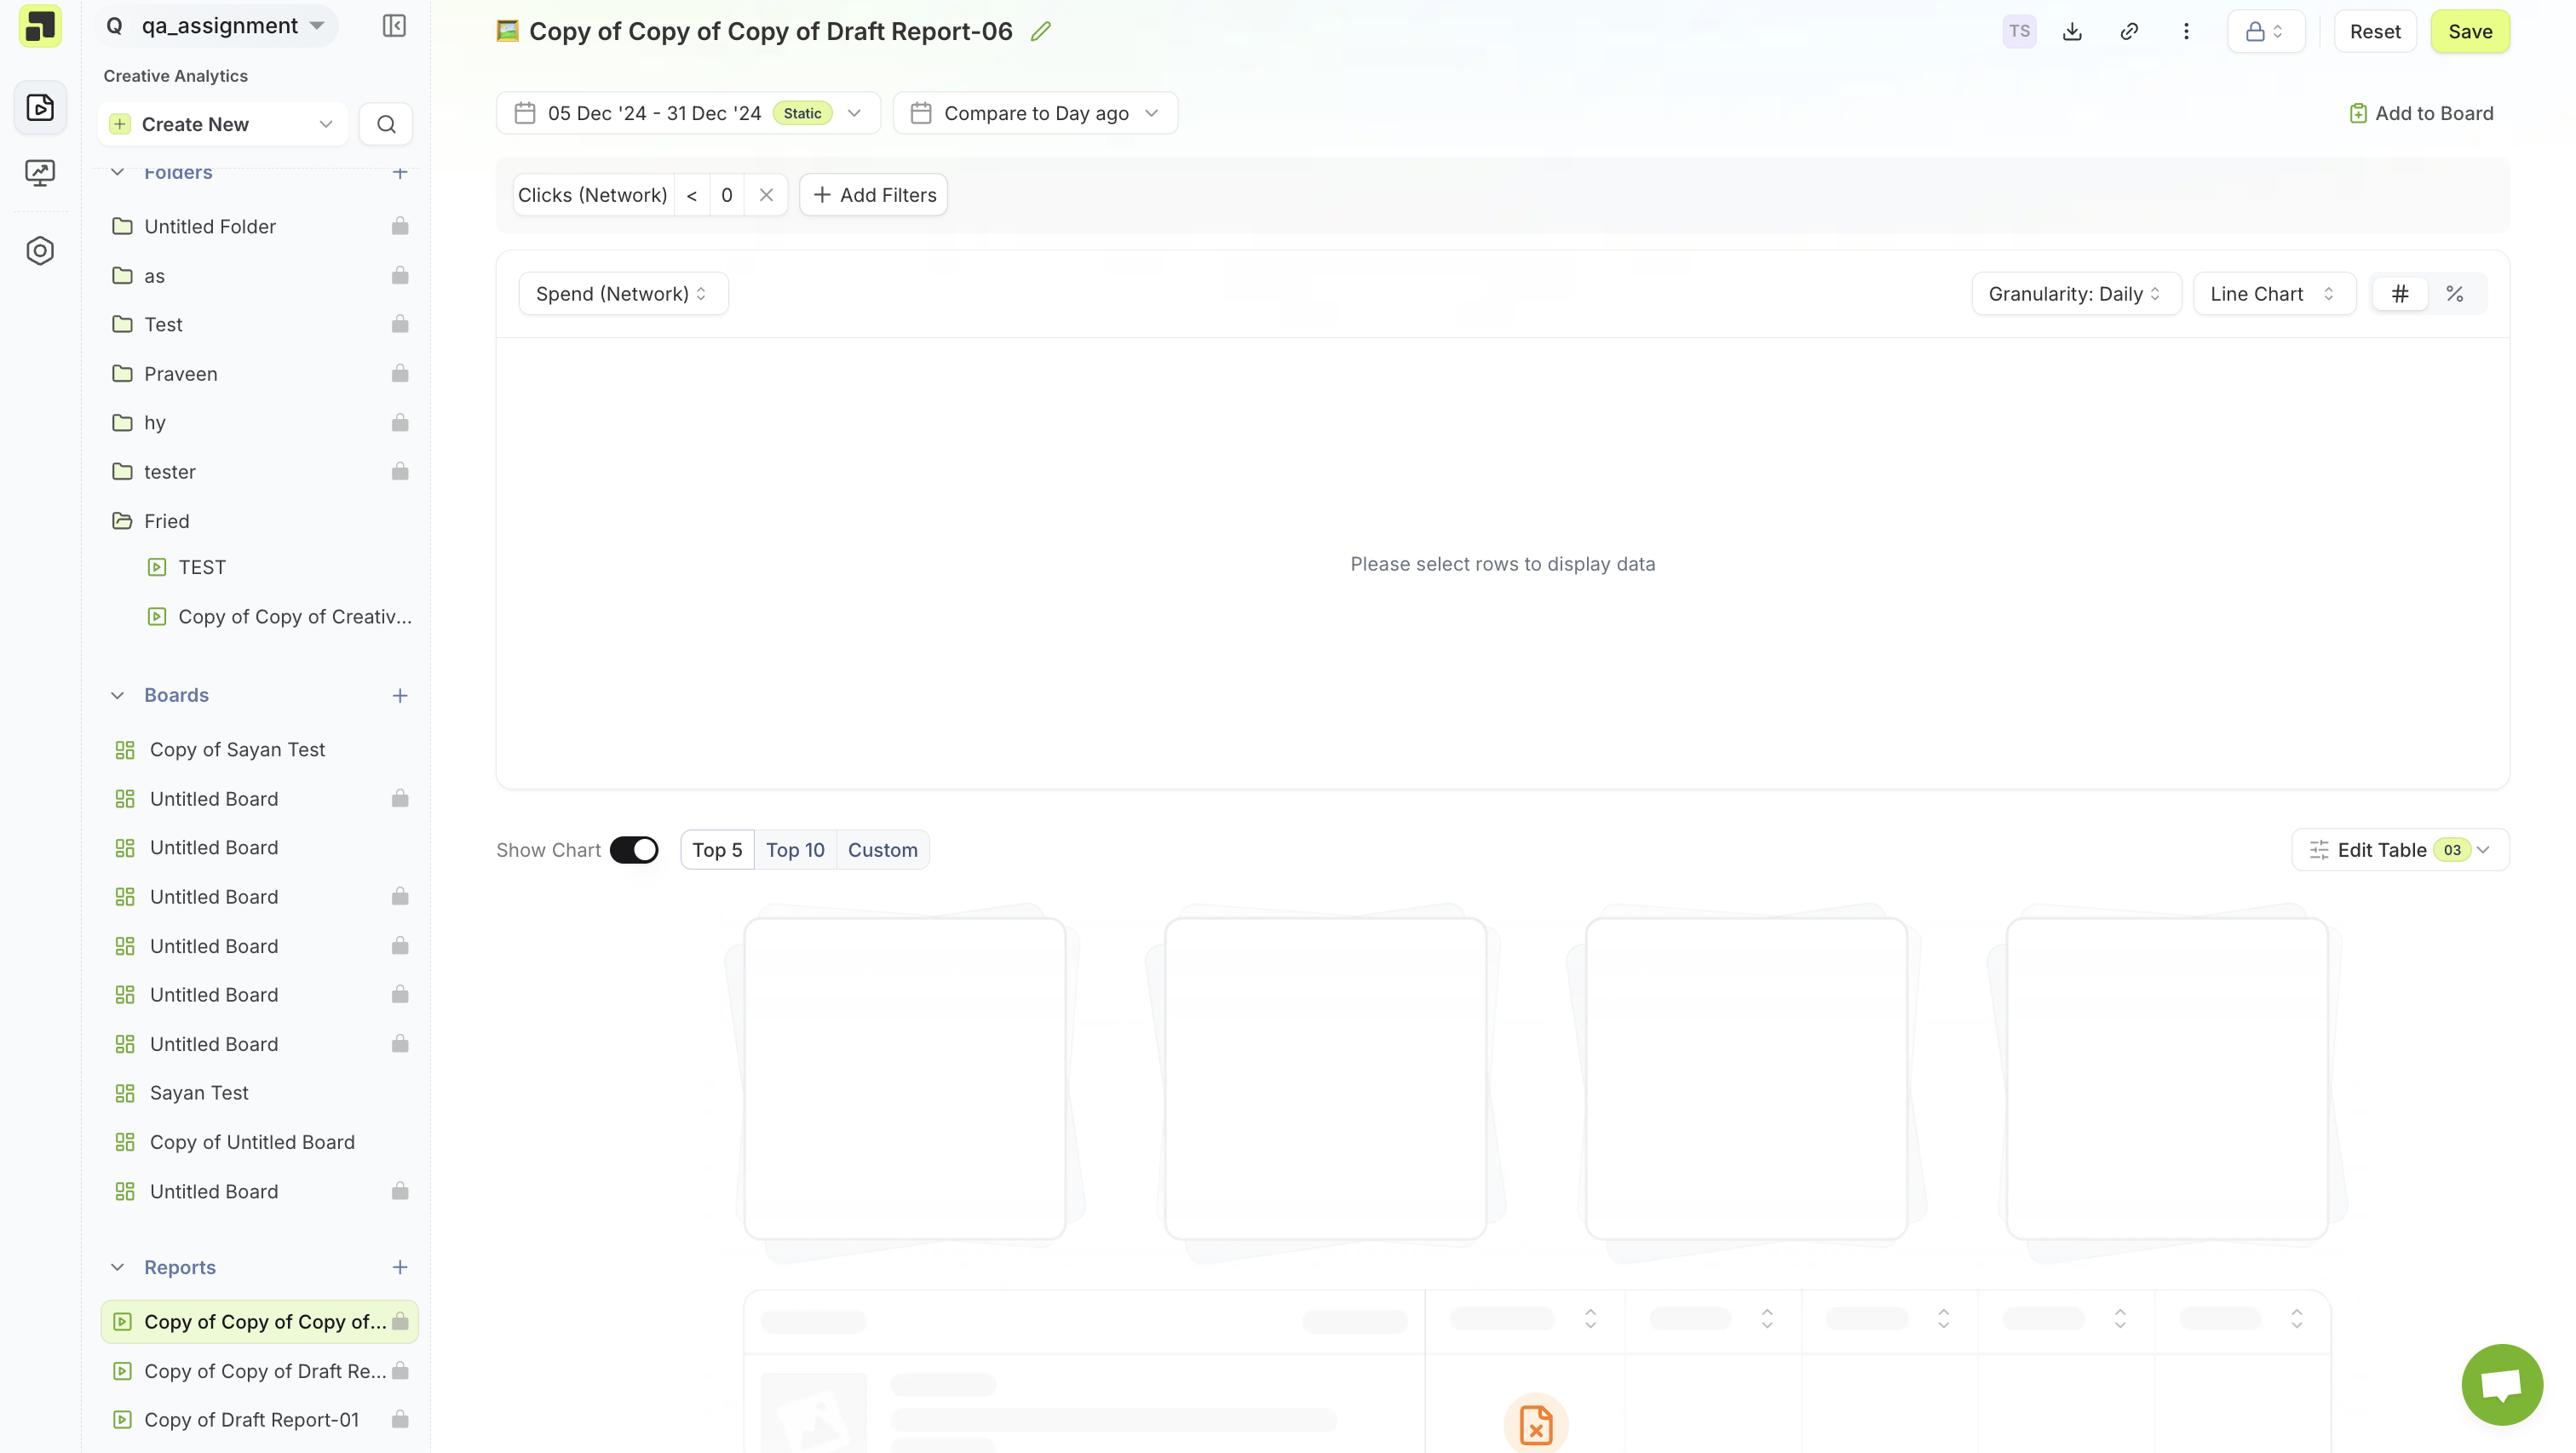 Q qa_assignment
Creative Analytics
Create New
Folders
Untitled Folder
as
Test
Praveen
hy
tester
Fried
TEST
Copy of Copy of Creativ...
Boards
Copy of Sayan Test
Untitled Board
Untitled Board
Untitled Board
Untitled Board
Untitled Board
Untitled Board
Sayan Test
Copy of Untitled Board
Untitled Board
Reports
Copy of Copy of Copy of...
Copy of Copy of Draft Re...
Copy of Draft Report-01
Copy of Copy of Copy of Draft Report-06
TS
Reset
Save
05 Dec '24 - 31 Dec '24 Static
Compare to Day ago
Add to Board
Clicks (Network) < 0
Add Filters
Spend (Network)
Granularity: Daily
Line Chart
# %
Please select rows to display data
Show Chart
Top 5
Top 10
Custom
Edit Table 03